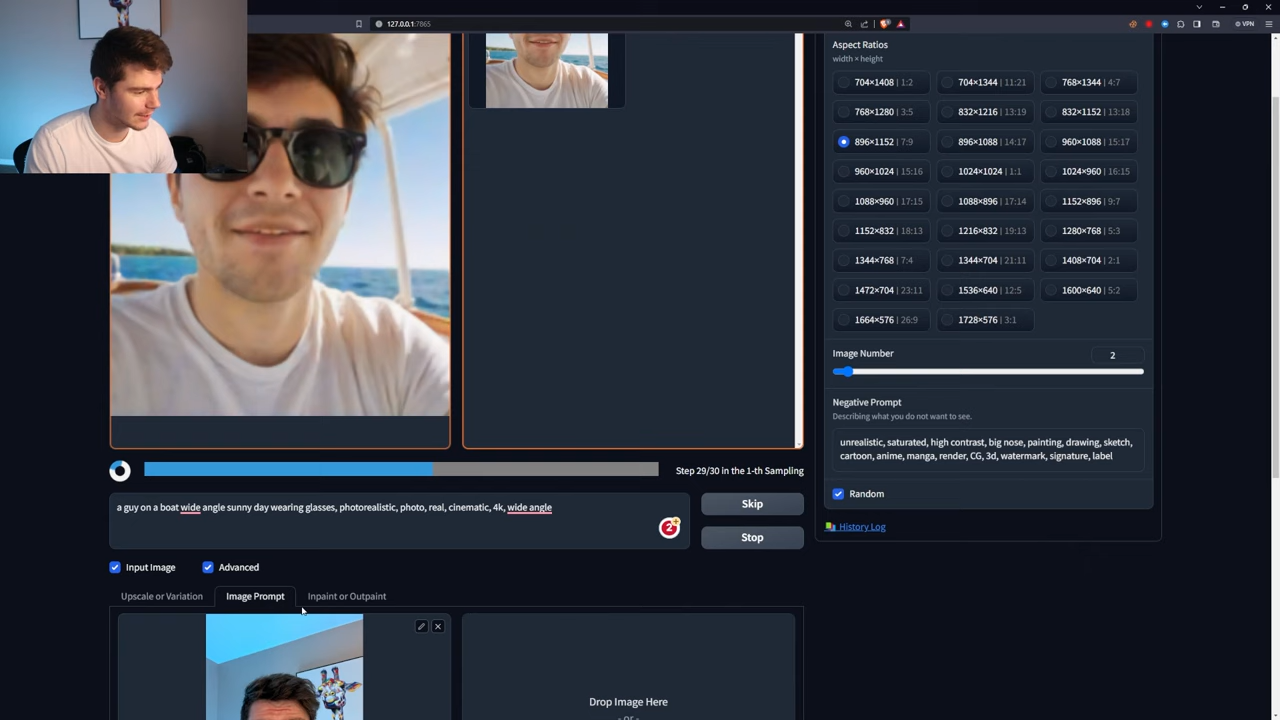 127.0.0.1:7865
VPN
Aspect Ratios
width × height
704×1408 | 1:2
704×1344 | 11:21
768×1344 | 4:7
768×1280 | 3:5
832×1216 | 13:19
832×1152 | 13:18
896×1152 | 7:9
896×1088 | 14:17
960×1088 | 15:17
960×1024 | 15:16
1024×1024 | 1:1
1024×960 | 16:15
1088×960 | 17:15
1088×896 | 17:14
1152×896 | 9:7
1152×832 | 18:13
1216×832 | 19:13
1280×768 | 5:3
1344×768 | 7:4
1344×704 | 21:11
1408×704 | 2:1
1472×704 | 23:11
1536×640 | 12:5
1600×640 | 5:2
1664×576 | 26:9
1728×576 | 3:1
Image Number
2
Negative Prompt
Describing what you do not want to see.
unrealistic, saturated, high contrast, big nose, painting, drawing, sketch,
cartoon, anime, manga, render, CG, 3d, watermark, signature, label
Random
History Log
Step 29/30 in the 1-th Sampling
a guy on a boat wide angle sunny day wearing glasses, photorealistic, photo, real, cinematic, 4k, wide angle
2
Skip
Stop
Input Image
Advanced
Upscale or Variation
Image Prompt
Inpaint or Outpaint
Drop Image Here
- or -